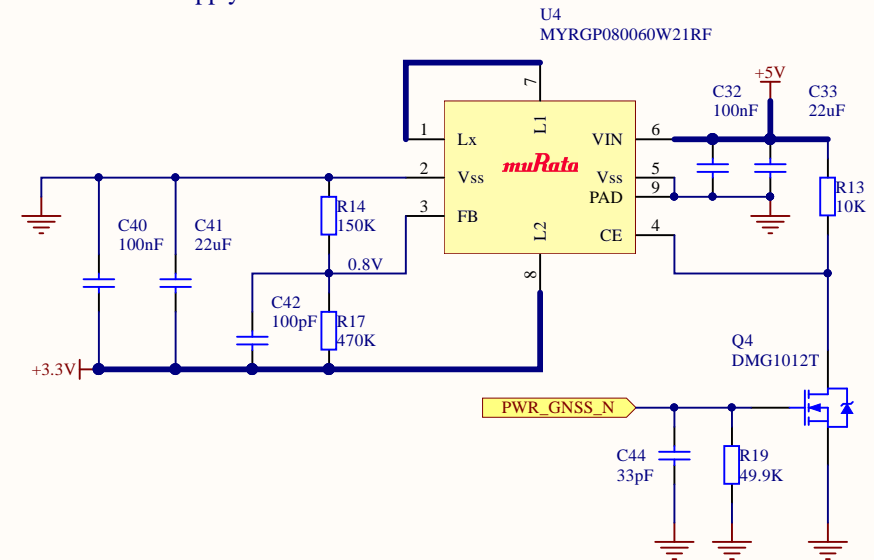 U4
MYRGP080060W21RF
+5V
C32
100nF
C33
22uF
7
L1
1
Lx
VIN
6
muRata
2
Vss
Vss
5
PAD
9
R13
10K
3
FB
CE
4
L2
8
R14
150K
C40
100nF
C41
22uF
0.8V
C42
100pF
R17
470K
+3.3V
Q4
DMG1012T
PWR_GNSS_N
C44
33pF
R19
49.9K